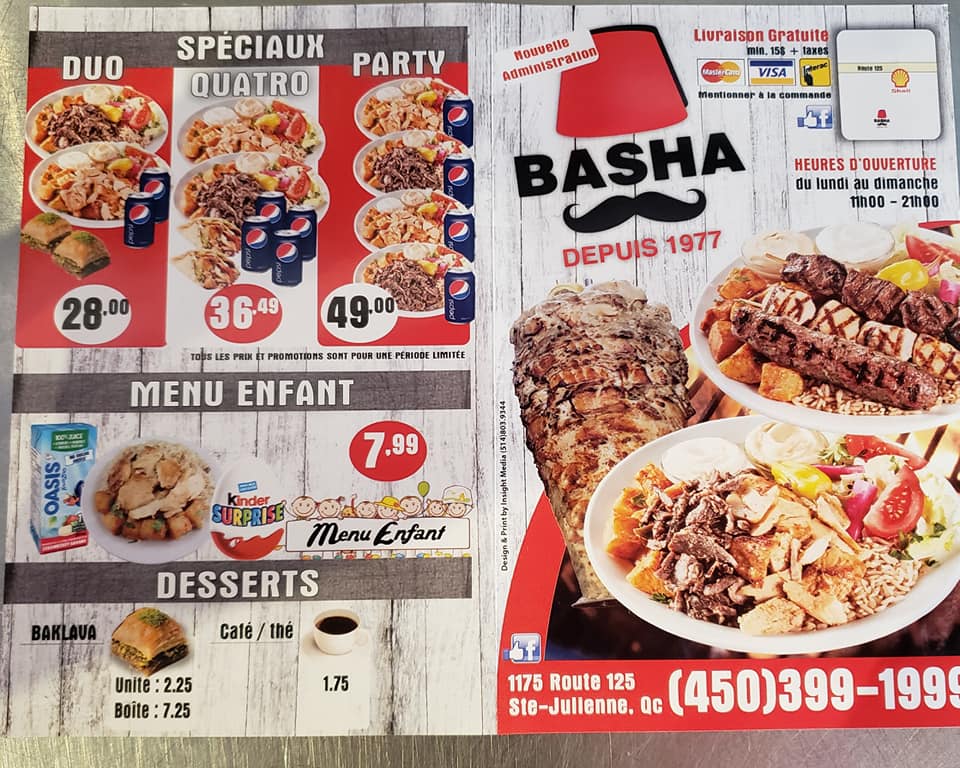 SPÉCIAUX
DUO
QUATRO
PARTY
pepsi
28.00
36.49
49.00
TOUS LES PRIX ET PROMOTIONS SONT POUR UNE PÉRIODE LIMITÉE
MENU ENFANT
100% JUICE
OASIS
7,99
kinder
SURPRISE
Menu Enfant
DESSERTS
BAKLAVA
Unite : 2.25
Boîte : 7.25
Café / thé
1.75
Nouvelle
Administration
Livraison Gratuite
min. 15$ + taxes
MasterCard
VISA
Interac
Mentionner à la commande
Route 125
Shell
BASHA
HEURES D'OUVERTURE
du lundi au dimanche
11h00 - 21h00
BASHA
DEPUIS 1977
Design & Print by Insight Media (514)803.9344
1175 Route 125
Ste-Julienne, Qc
(450)399-1999